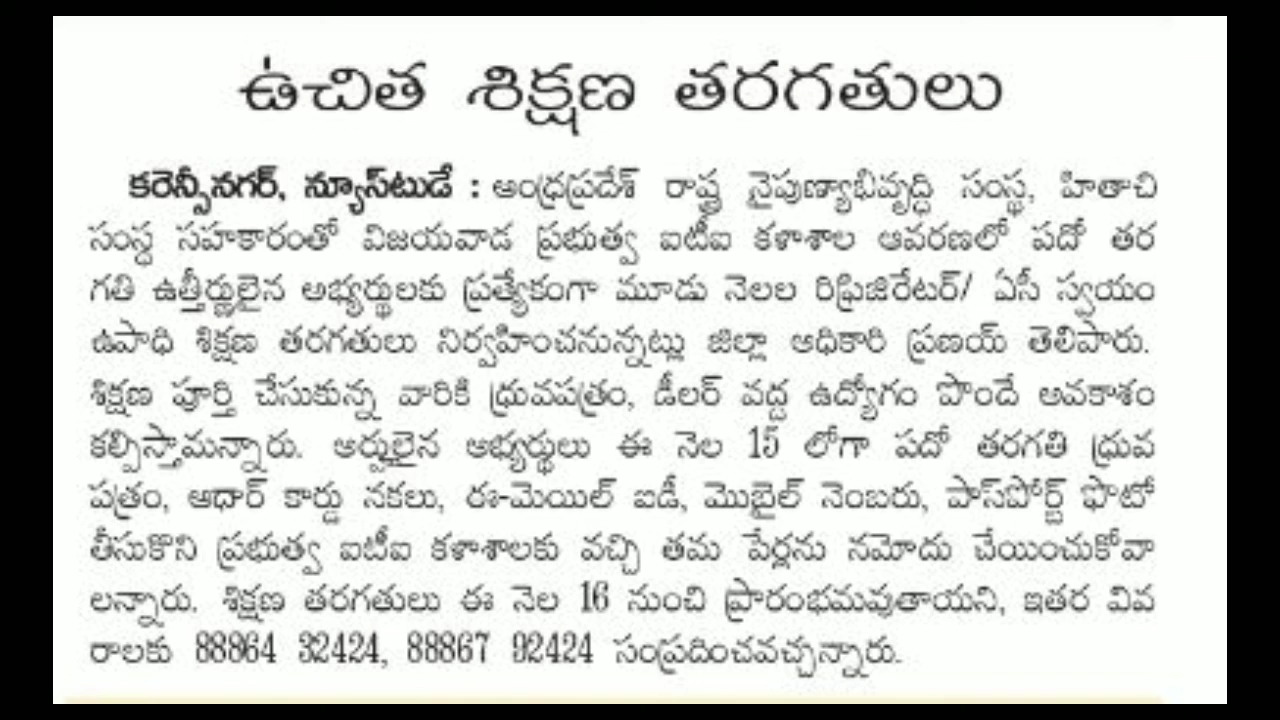 ఉచిత శిక్షణ తరగతులు
కరెన్సీనగర్, న్యూస్‌టుడే : ఆంధ్రప్రదేశ్ రాష్ట్ర నైపుణ్యాభివృద్ధి సంస్థ, హితాచి
సంస్థ సహకారంతో విజయవాడ ప్రభుత్వ ఐటీఐ కళాశాల ఆవరణలో పదో తర
గతి ఉత్తీర్ణులైన అభ్యర్థులకు ప్రత్యేకంగా మూడు నెలల రిఫ్రిజిరేటర్/ ఏసీ స్వయం
ఉపాధి శిక్షణ తరగతులు నిర్వహించనున్నట్లు జిల్లా అధికారి ప్రణయ్ తెలిపారు.
శిక్షణ పూర్తి చేసుకున్న వారికి ధ్రువపత్రం, డీలర్ వద్ద ఉద్యోగం పొందే అవకాశం
కల్పిస్తామన్నారు. అర్హులైన అభ్యర్థులు ఈ నెల 15 లోగా పదో తరగతి ధ్రువ
పత్రం, ఆధార్ కార్డు నకలు, ఈ-మెయిల్ ఐడీ, మొబైల్ నెంబరు, పాస్‌పోర్ట్ ఫొటో
తీసుకొని ప్రభుత్వ ఐటీఐ కళాశాలకు వచ్చి తమ పేర్లను నమోదు చేయించుకోవా
లన్నారు. శిక్షణ తరగతులు ఈ నెల 16 నుంచి ప్రారంభమవుతాయని, ఇతర వివ
రాలకు 88864 32424, 88867 92424 సంప్రదించవచ్చన్నారు.